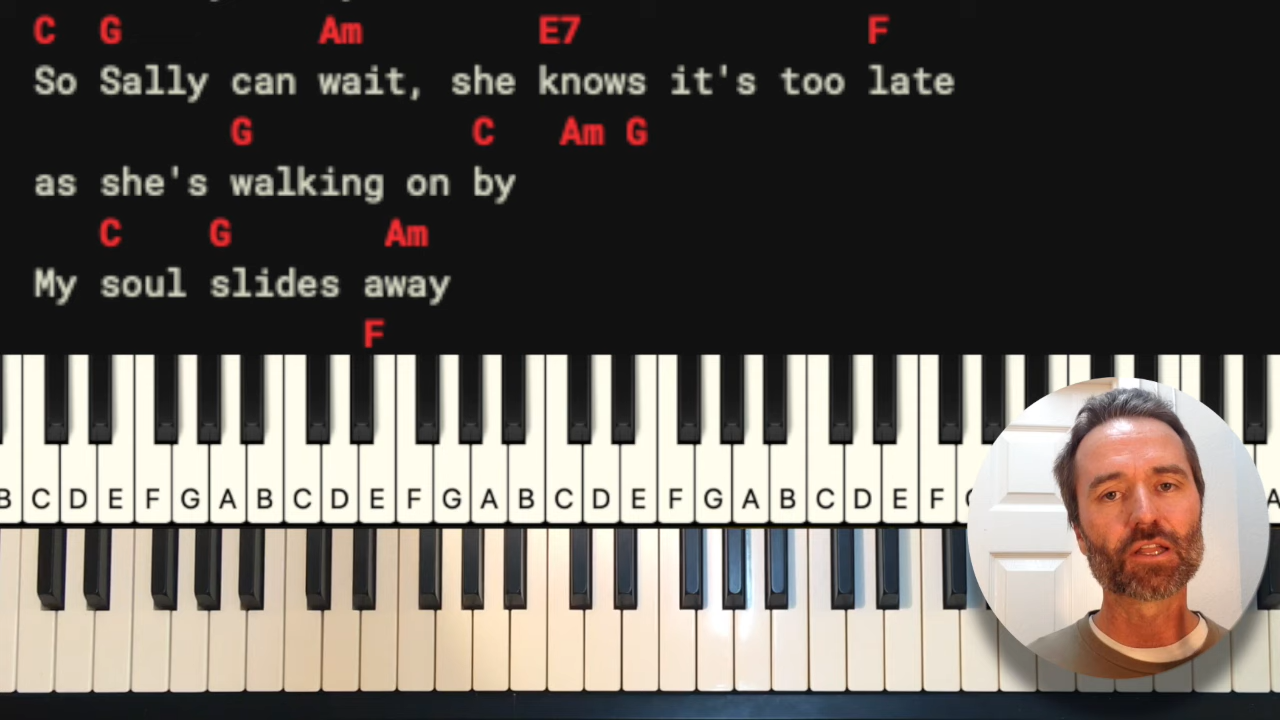 C G Am E7 F
So Sally can wait, she knows it's too late
G C Am G
as she's walking on by
C G Am
My soul slides away
F
B C D E F G A B C D E F G A B C D E F G A B C D E F G A